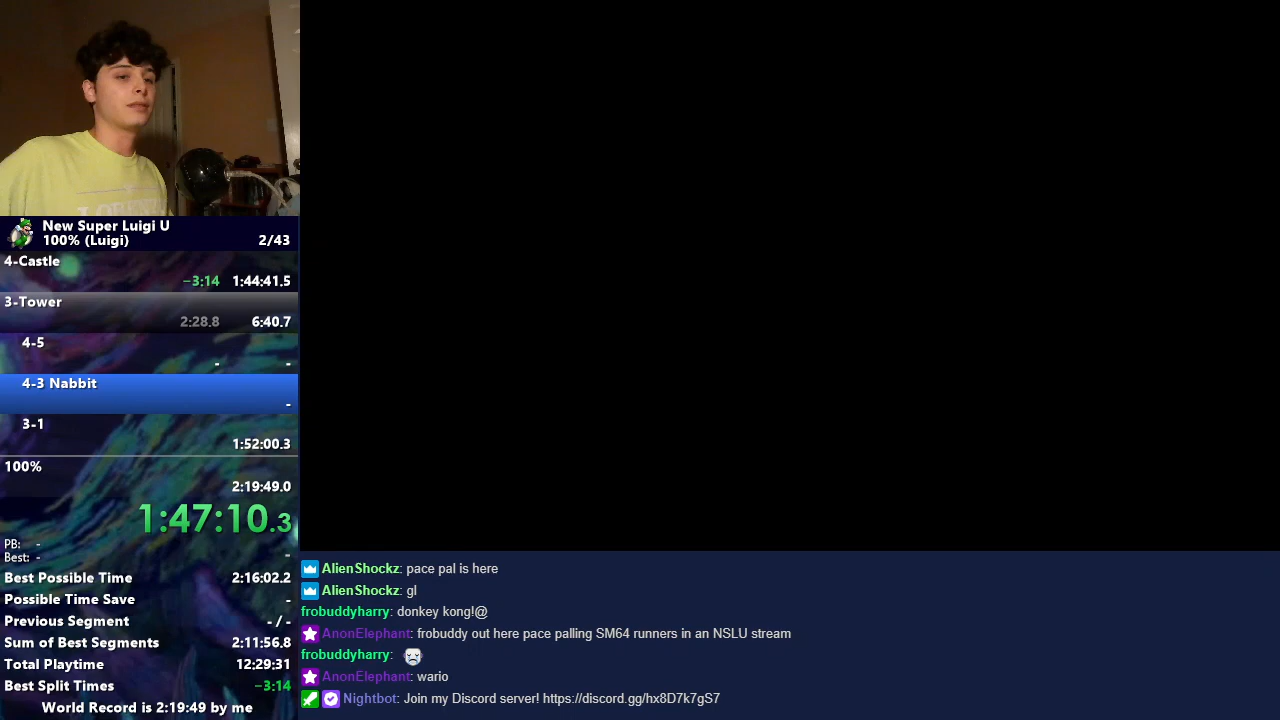 New Super Luigi U
100% (Luigi) 2/43
4-Castle
−3:14 1:44:41.5
3-Tower
2:28.8 6:40.7
4-5
- -
4-3 Nabbit
-
3-1
1:52:00.3
100%
2:19:49.0
1:47:10.3
PB: -
Best: - -
Best Possible Time 2:16:02.2
Possible Time Save -
Previous Segment - / -
Sum of Best Segments 2:11:56.8
Total Playtime 12:29:31
Best Split Times −3:14
World Record is 2:19:49 by me
AlienShockz: pace pal is here
AlienShockz: gl
frobuddyharry: donkey kong!@
AnonElephant: frobuddy out here pace palling SM64 runners in an NSLU stream
frobuddyharry:
AnonElephant: wario
Nightbot: Join my Discord server! https://discord.gg/hx8D7k7gS7